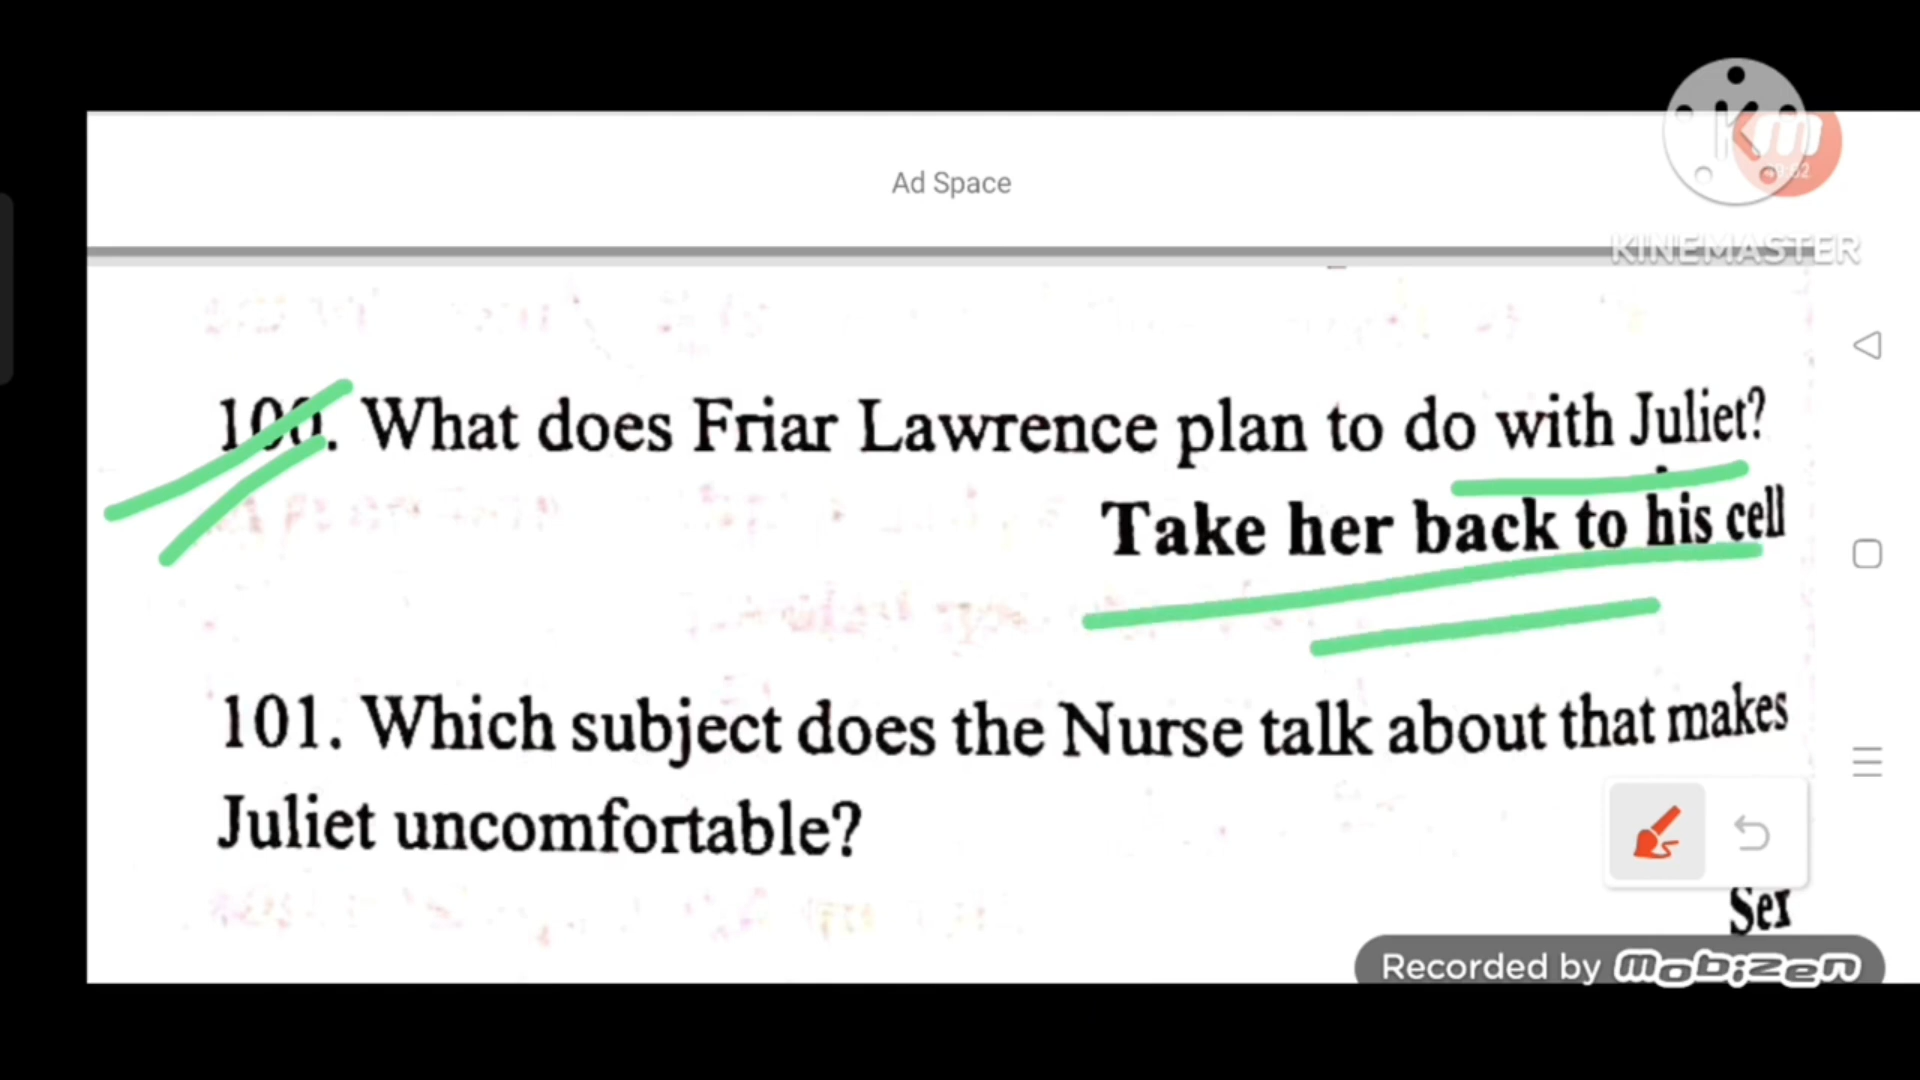 KINEMASTER
Ad Space
100. What does Friar Lawrence plan to do with Juliet?
Take her back to his cell
101. Which subject does the Nurse talk about that makes
Juliet uncomfortable?
Sex
Recorded by mobizen